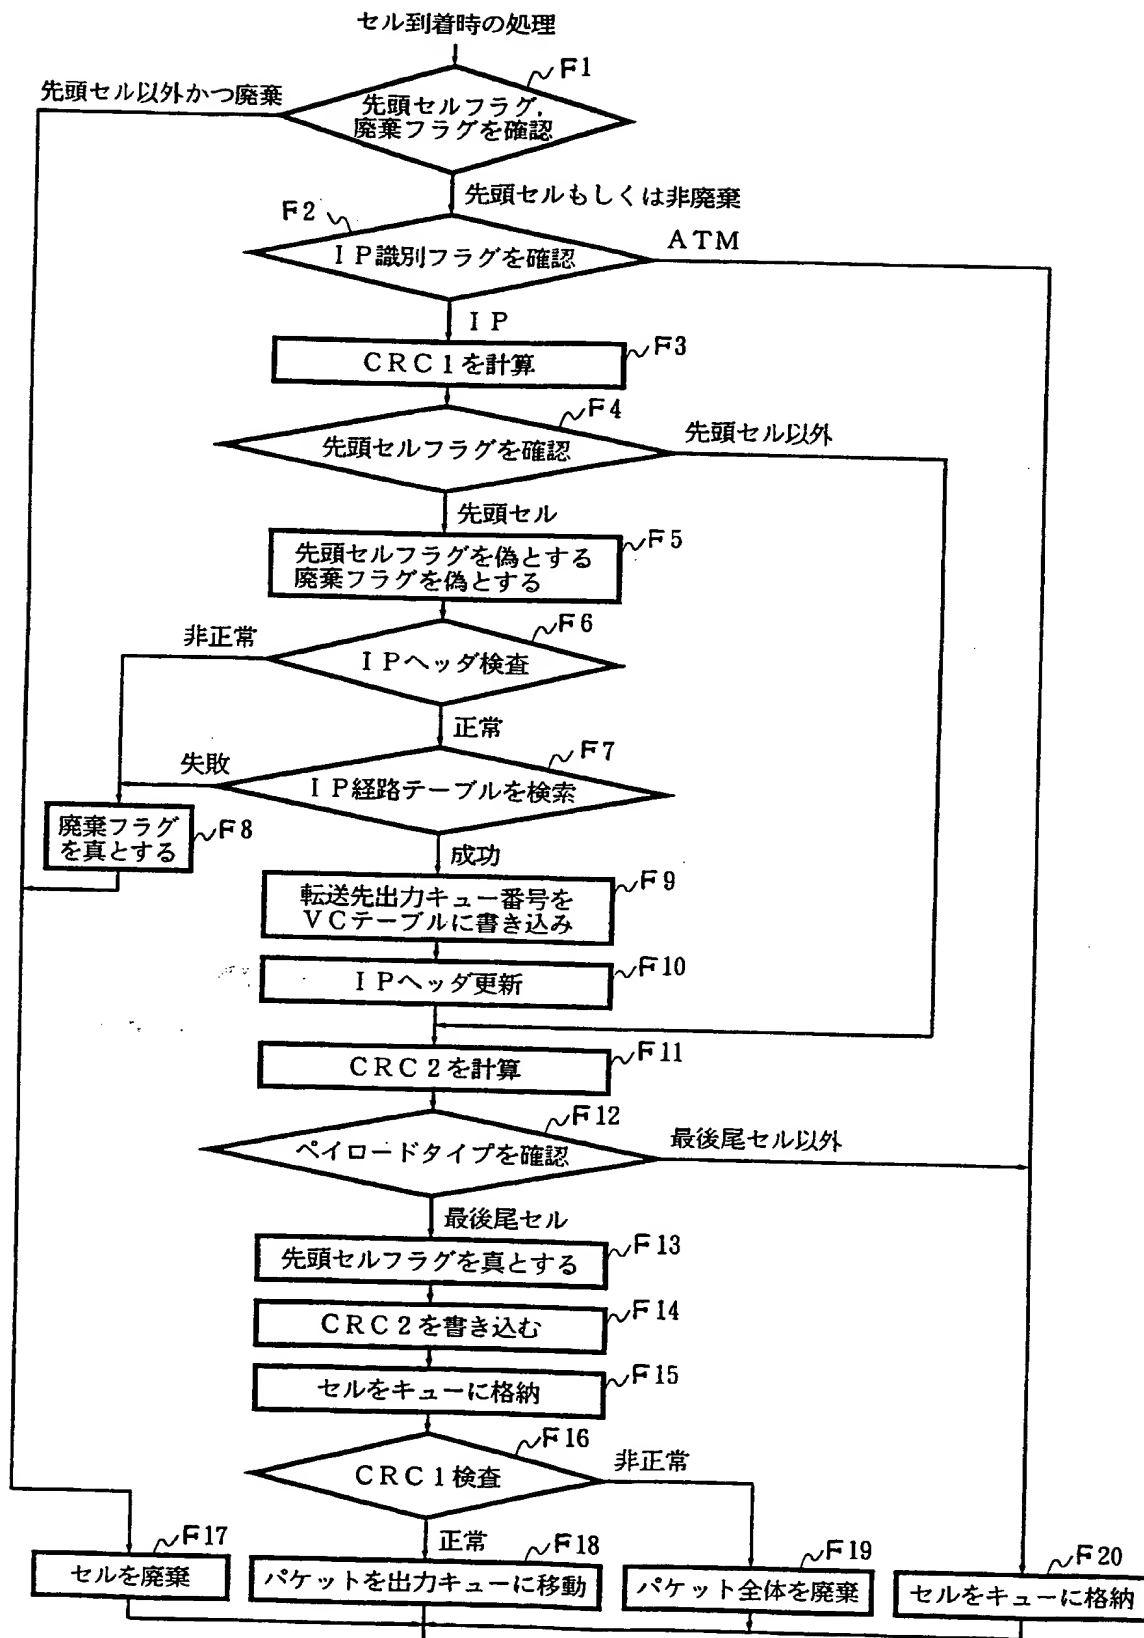 セル到着時の処理
F1
先頭セル以外かつ廃棄
先頭セルフラグ,
廃棄フラグを確認
先頭セルもしくは非廃棄
F2
IP識別フラグを確認
ATM
IP
F3
CRC1を計算
F4
先頭セルフラグを確認
先頭セル以外
先頭セル
F5
先頭セルフラグを偽とする
廃棄フラグを偽とする
F6
非正常
IPヘッダ検査
正常
F7
失敗
IP経路テーブルを検索
廃棄フラグ
を真とする
F8
成功
F9
転送先出力キュー番号を
VCテーブルに書き込み
F10
IPヘッダ更新
F11
CRC2を計算
F12
ペイロードタイプを確認
最後尾セル以外
最後尾セル
F13
先頭セルフラグを真とする
F14
CRC2を書き込む
F15
セルをキューに格納
F16
CRC1検査
非正常
正常
F17
セルを廃棄
F18
パケットを出力キューに移動
F19
パケット全体を廃棄
F20
セルをキューに格納